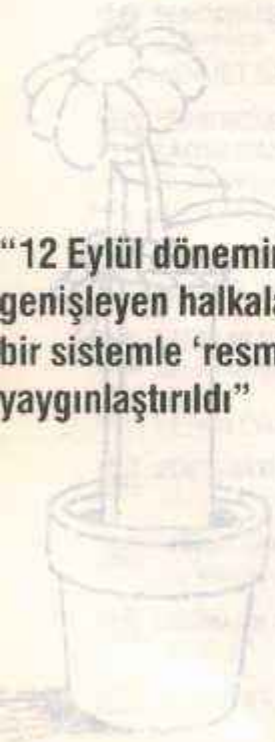 “12 Eylül dönemin
genişleyen halkala
bir sistemle ‘resm
yaygınlaştırıldı”